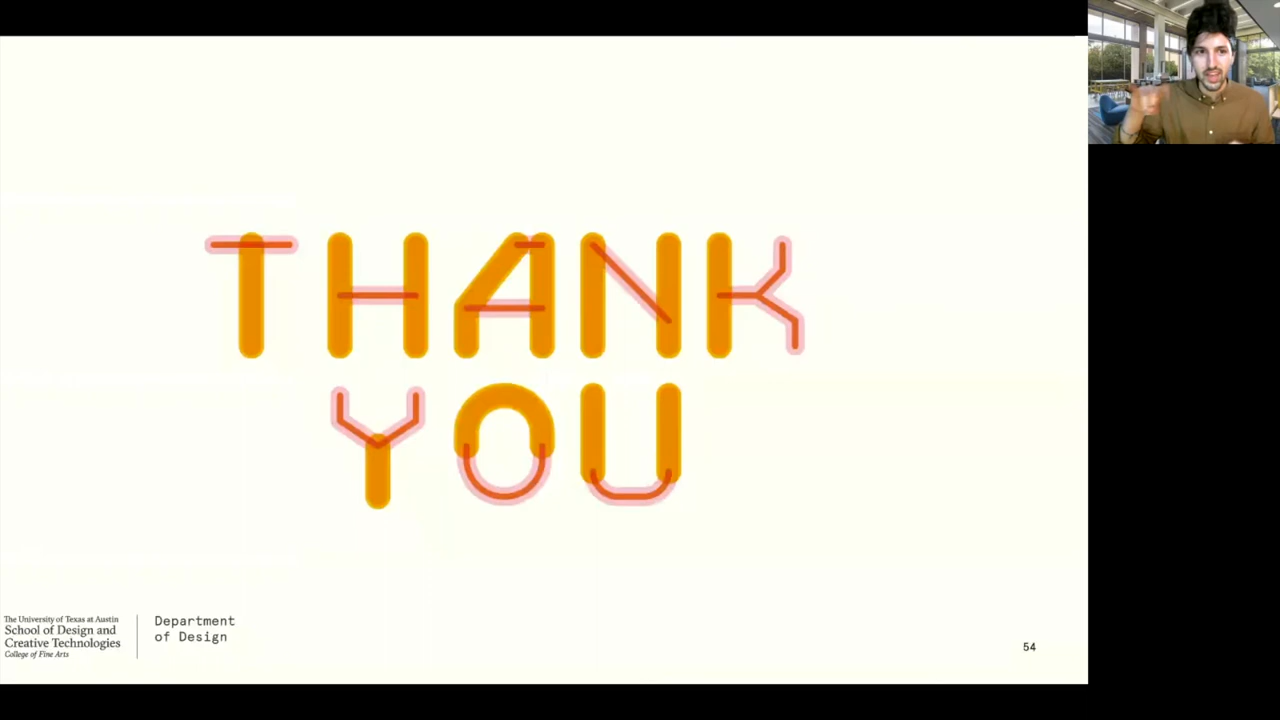 THANK
YOU
The University of Texas at Austin
School of Design and
Creative Technologies
College of Fine Arts
Department
of Design
54